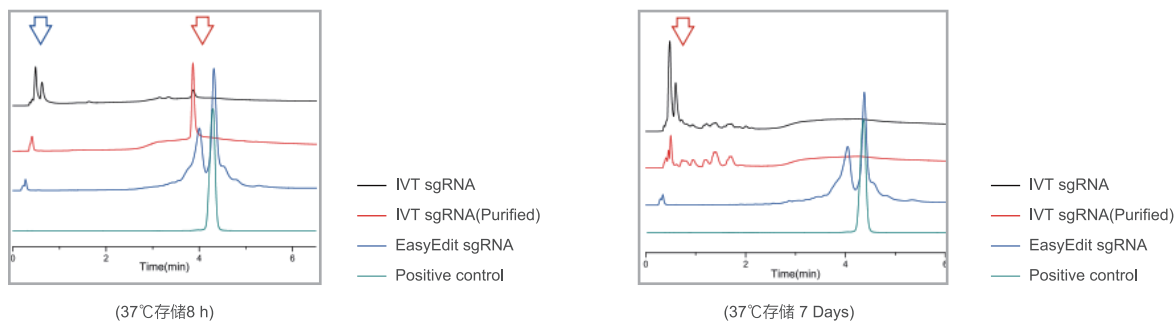 0
2
4
6
Time(min)
IVT sgRNA
IVT sgRNA(Purified)
EasyEdit sgRNA
Positive control
(37℃存储8 h)
0
2
4
6
Time(min)
IVT sgRNA
IVT sgRNA(Purified)
EasyEdit sgRNA
Positive control
(37℃存储 7 Days)